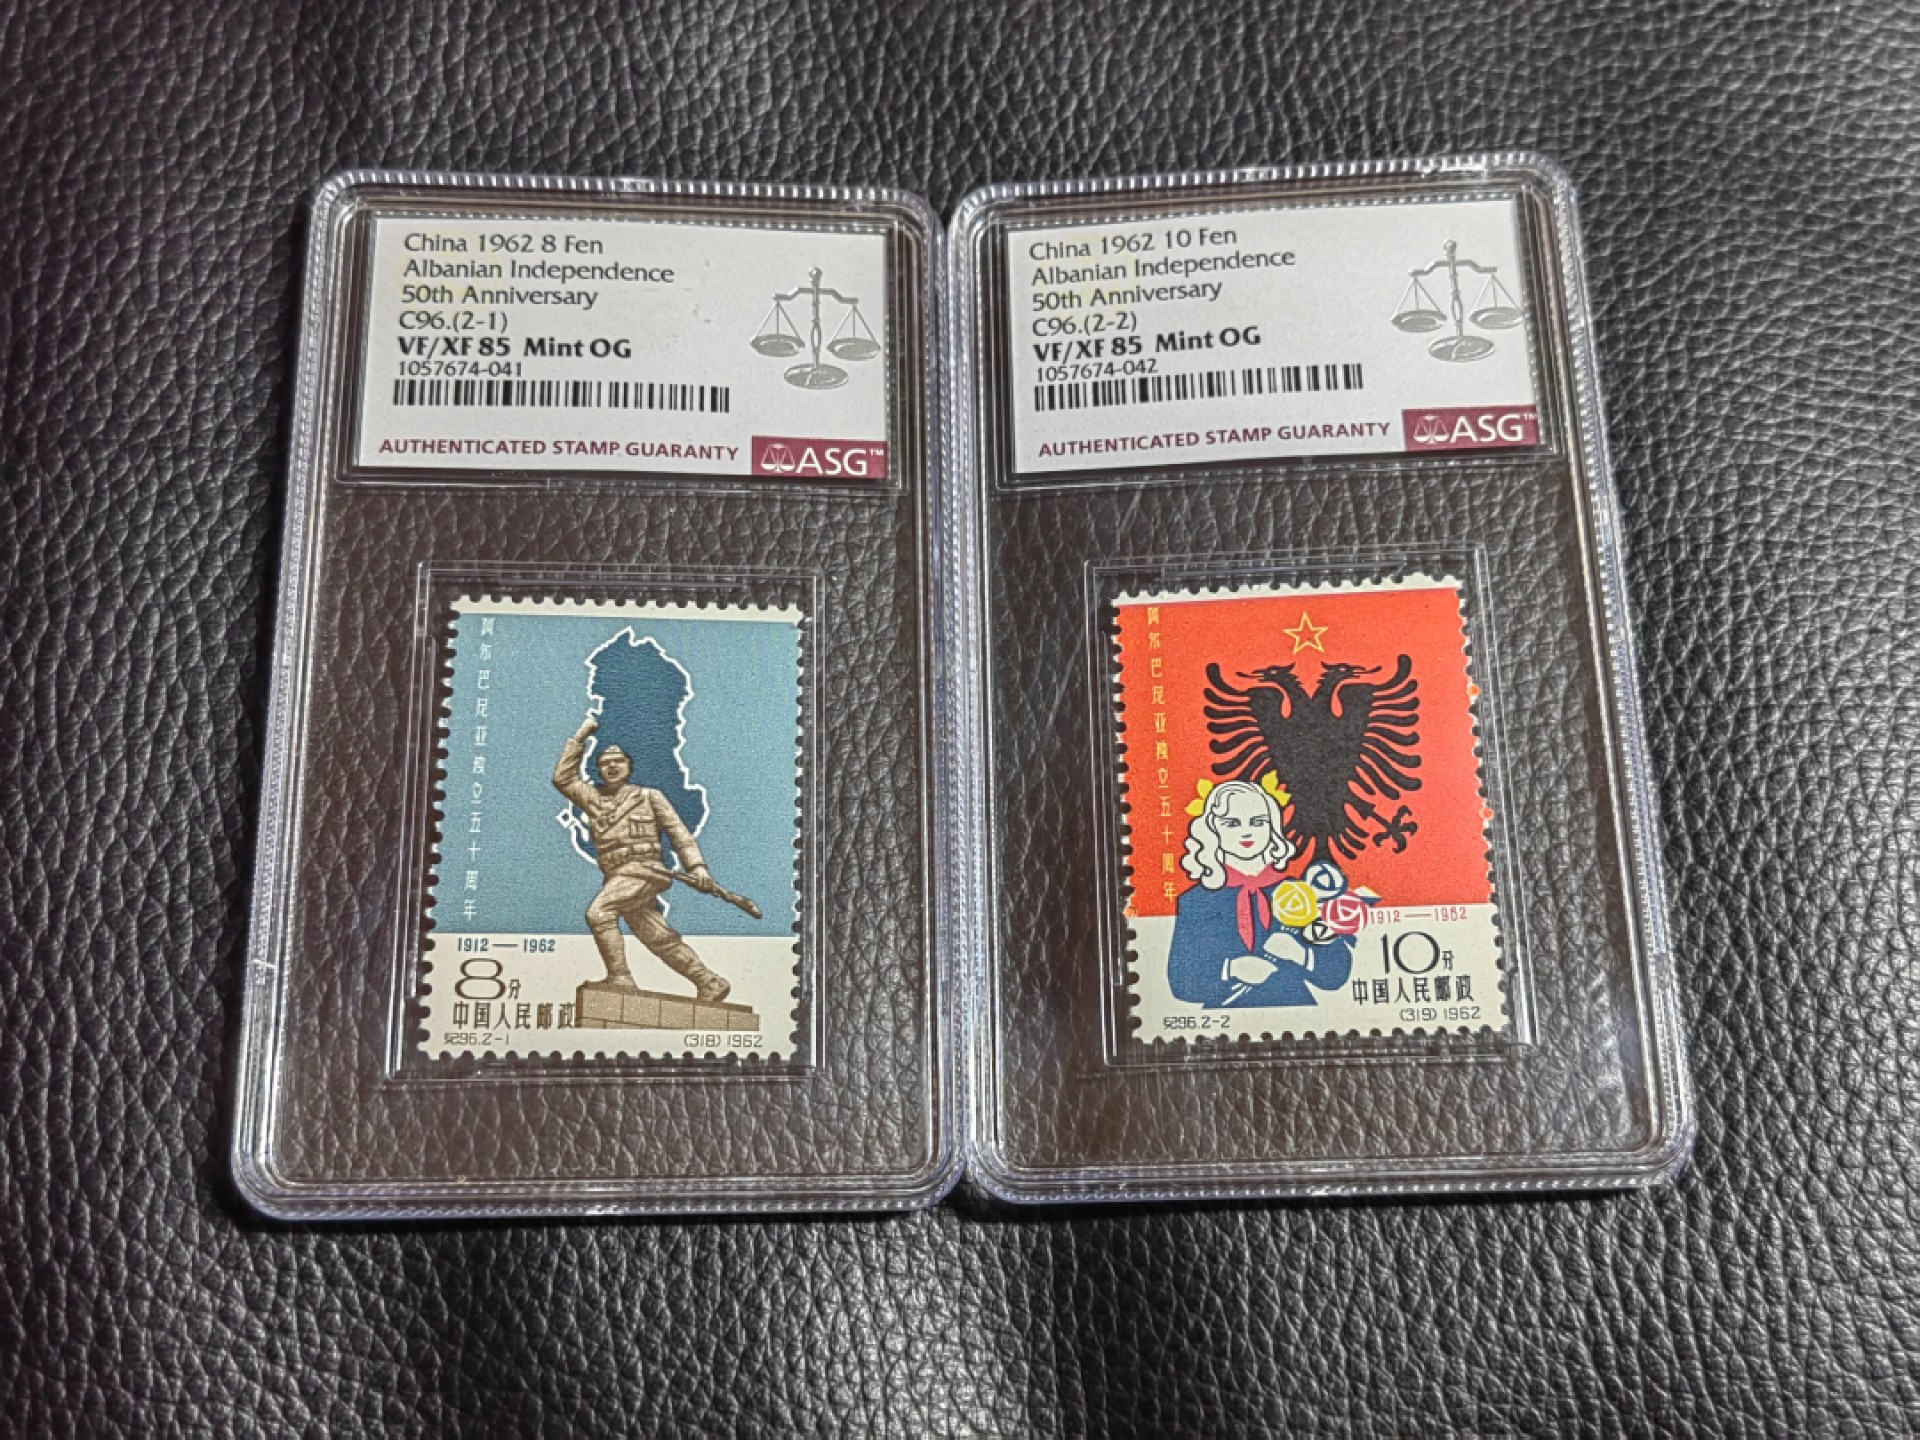 China 1962 8 Fen
Albanian Independence
50th Anniversary
C96.(2-1)
VF/XF 85 Mint OG
1057674-041
AUTHENTICATED STAMP GUARANTY
ASG™
阿尔巴尼亚独立五十周年
1912—1962
8分
中国人民邮政
纪96.2-1
(318) 1962
China 1962 10 Fen
Albanian Independence
50th Anniversary
C96.(2-2)
VF/XF 85 Mint OG
1057674-042
AUTHENTICATED STAMP GUARANTY
ASG™
阿尔巴尼亚独立五十周年
1912—1962
10分
中国人民邮政
纪96.2-2
(319) 1962